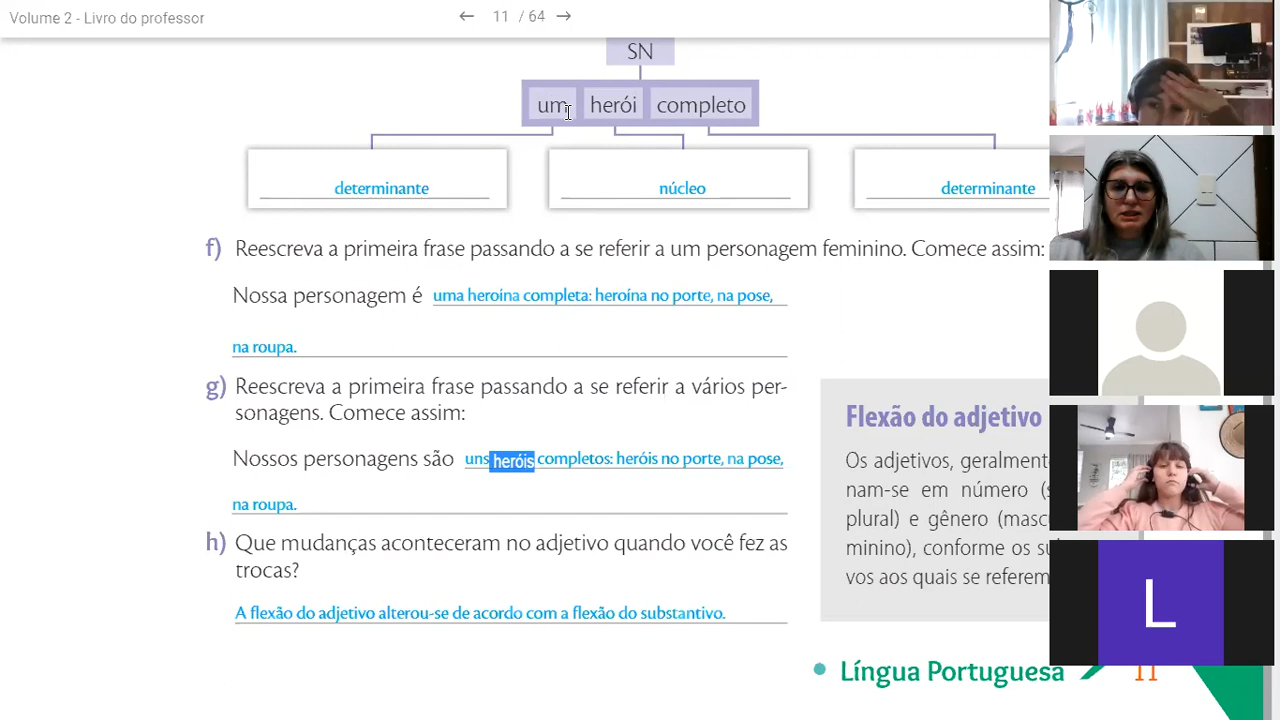 Volume 2 - Livro do professor
11 / 64
SN
um herói completo
determinante núcleo determinante
f) Reescreva a primeira frase passando a se referir a um personagem feminino. Comece assim:
Nossa personagem é uma heroína completa: heroína no porte, na pose,
na roupa.
g) Reescreva a primeira frase passando a se referir a vários per-
sonagens. Comece assim:
Nossos personagens são uns heróis completos: heróis no porte, na pose,
na roupa.
h) Que mudanças aconteceram no adjetivo quando você fez as
trocas?
A flexão do adjetivo alterou-se de acordo com a flexão do substantivo.
Flexão do adjetivo
Os adjetivos, geralment
nam-se em número (s
plural) e gênero (masc
minino), conforme os su
vos aos quais se referem
L
Língua Portuguesa 11